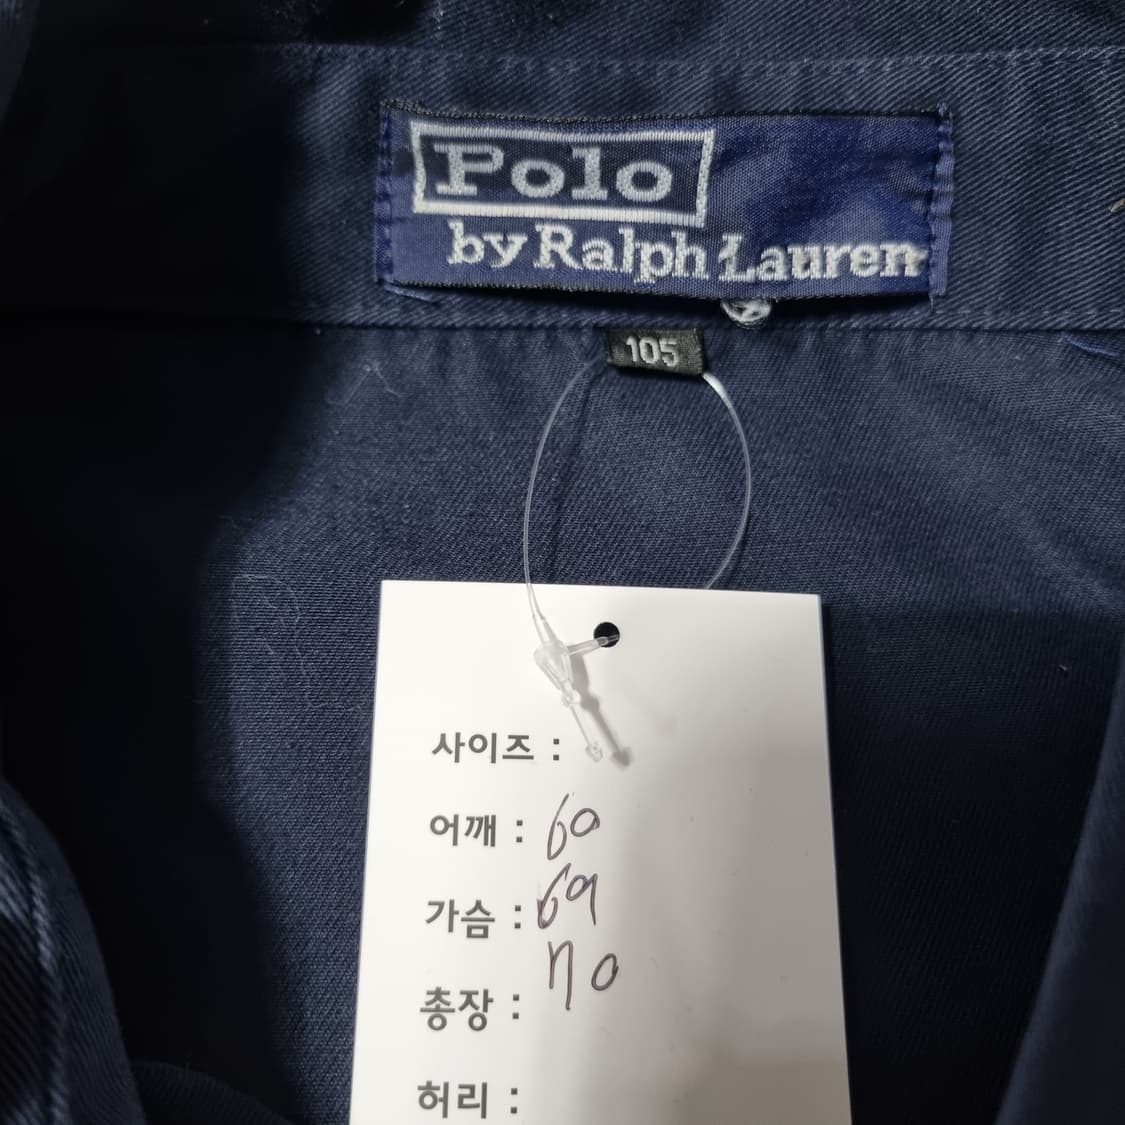 Polo
by Ralph Lauren
105
사이즈 :
어깨 : 60
가슴 : 69
총장 : 70
허리 :